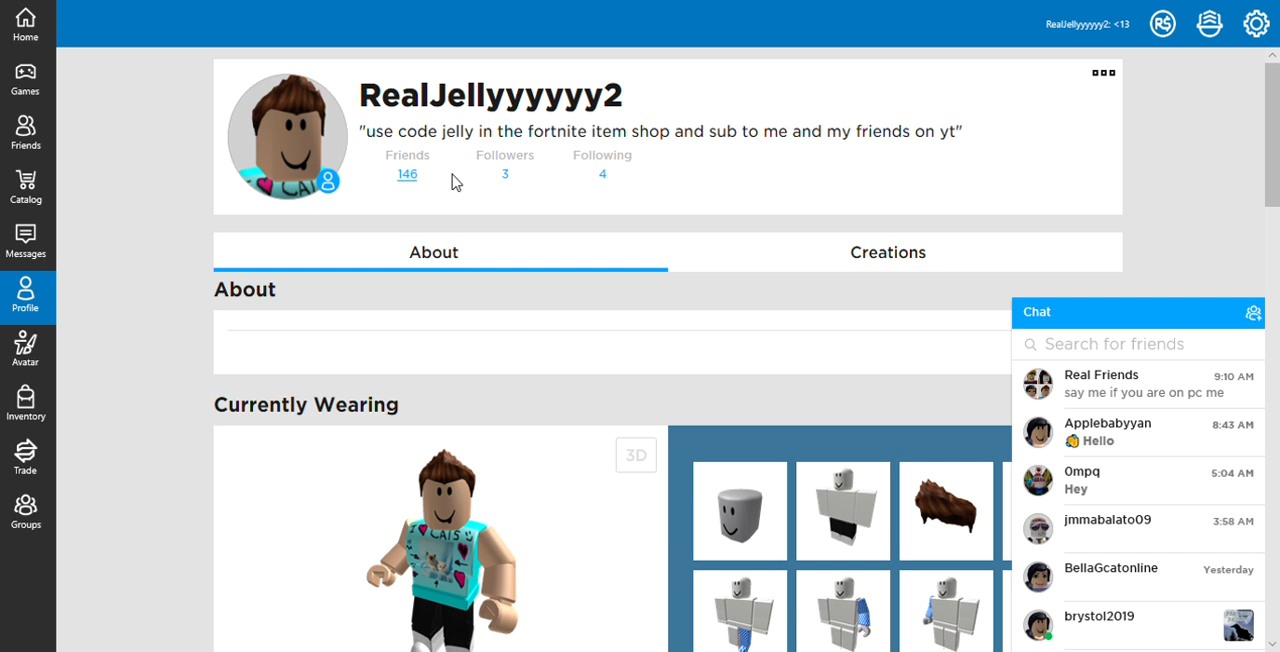 RealJellyyyyyy2: <13
R$
Home
Games
Friends
Catalog
Messages
Profile
Avatar
Inventory
Trade
Groups
RealJellyyyyyy2
"use code jelly in the fortnite item shop and sub to me and my friends on yt"
Friends Followers Following
146 3 4
About Creations
About
Currently Wearing
3D
I CATS
I CATS
Chat
Search for friends
Real Friends 9:10 AM
say me if you are on pc me
Applebabyyan 8:43 AM
👋 Hello
0mpq 5:04 AM
Hey
jmmabalato09 3:58 AM
BellaGcatonline Yesterday
brystol2019